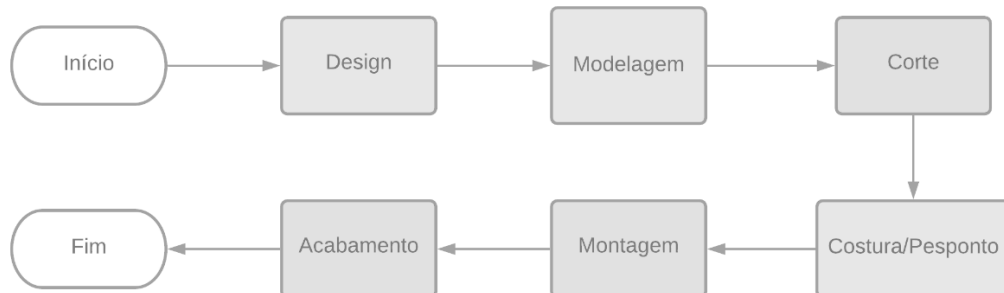 Início
Design
Modelagem
Corte
Costura/Pesponto
Montagem
Acabamento
Fim